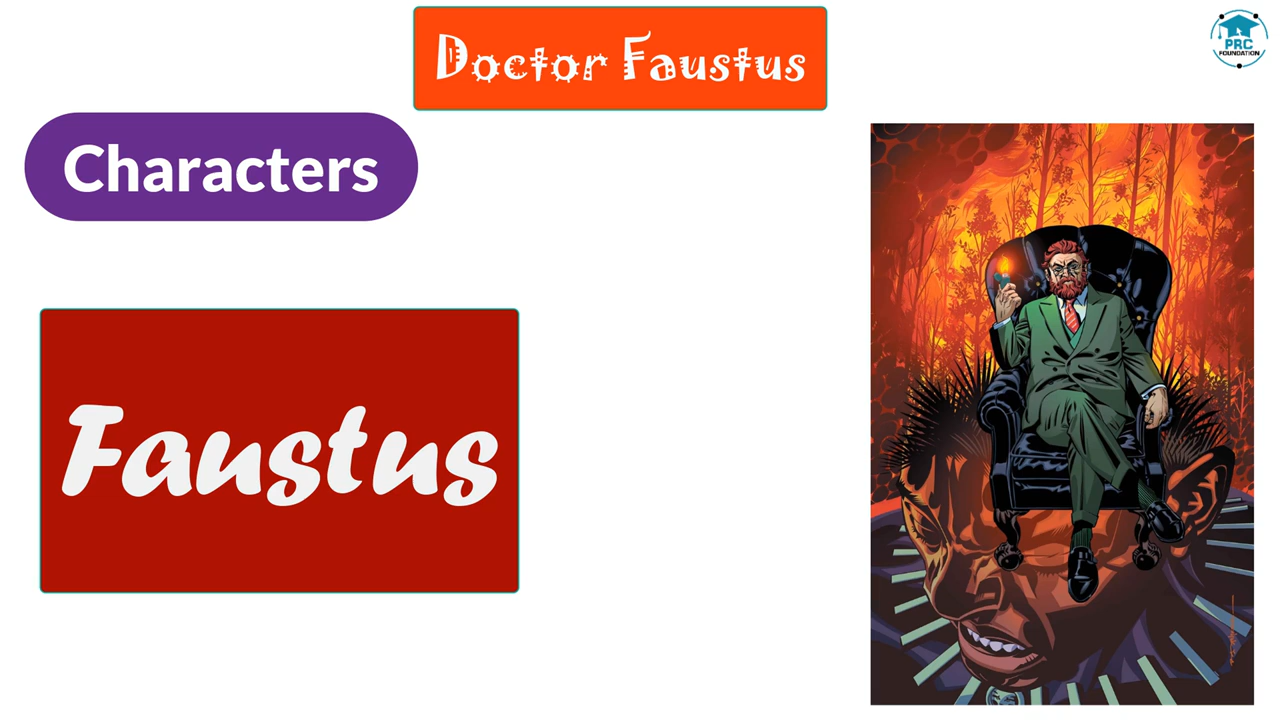 Doctor Faustus
PRC
FOUNDATION
Characters
Faustus